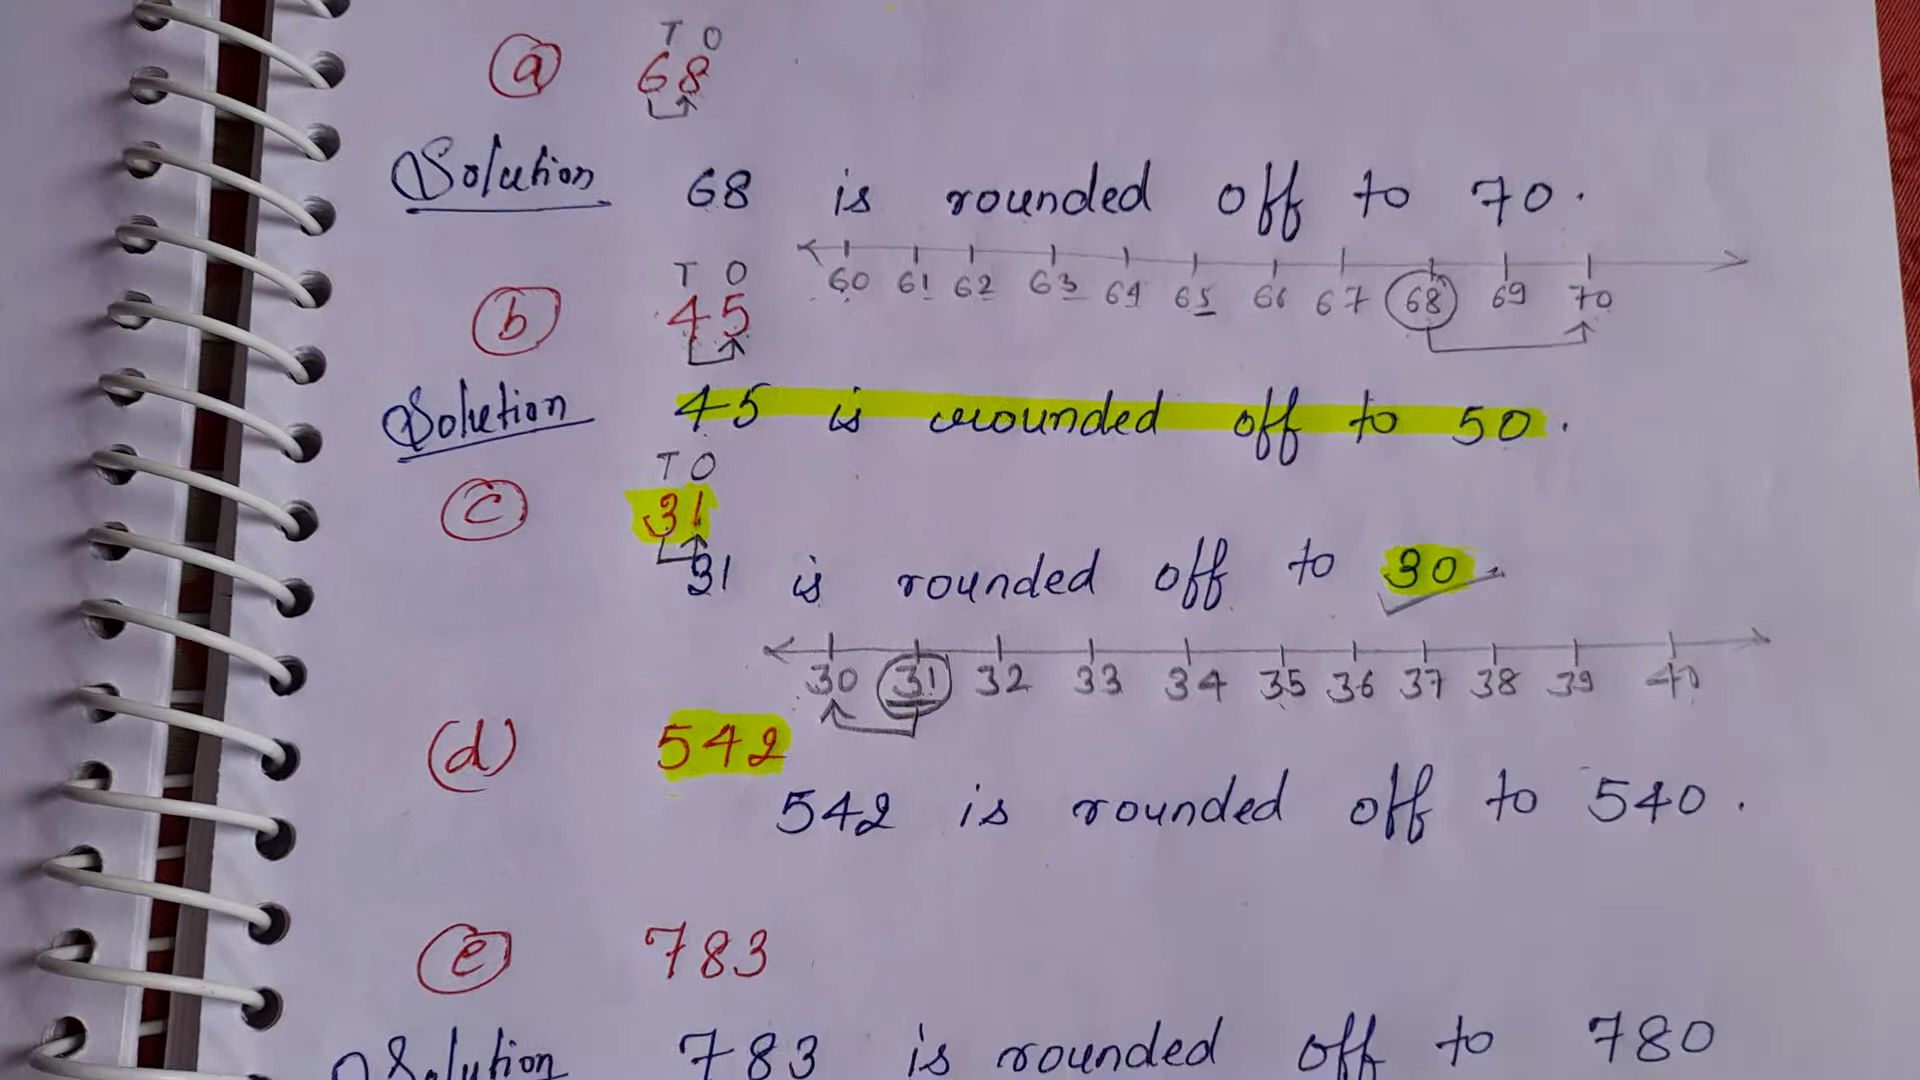 T O
(a) 68
Solution 68 is rounded off to 70.
60 61 62 63 64 65 66 67 68 69 70
T O
(b) 45
Solution 45 is rounded off to 50.
T O
(c) 31
31 is rounded off to 30.
30 31 32 33 34 35 36 37 38 39 40
(d) 542
542 is rounded off to 540.
(e) 783
Solution 783 is rounded off to 780